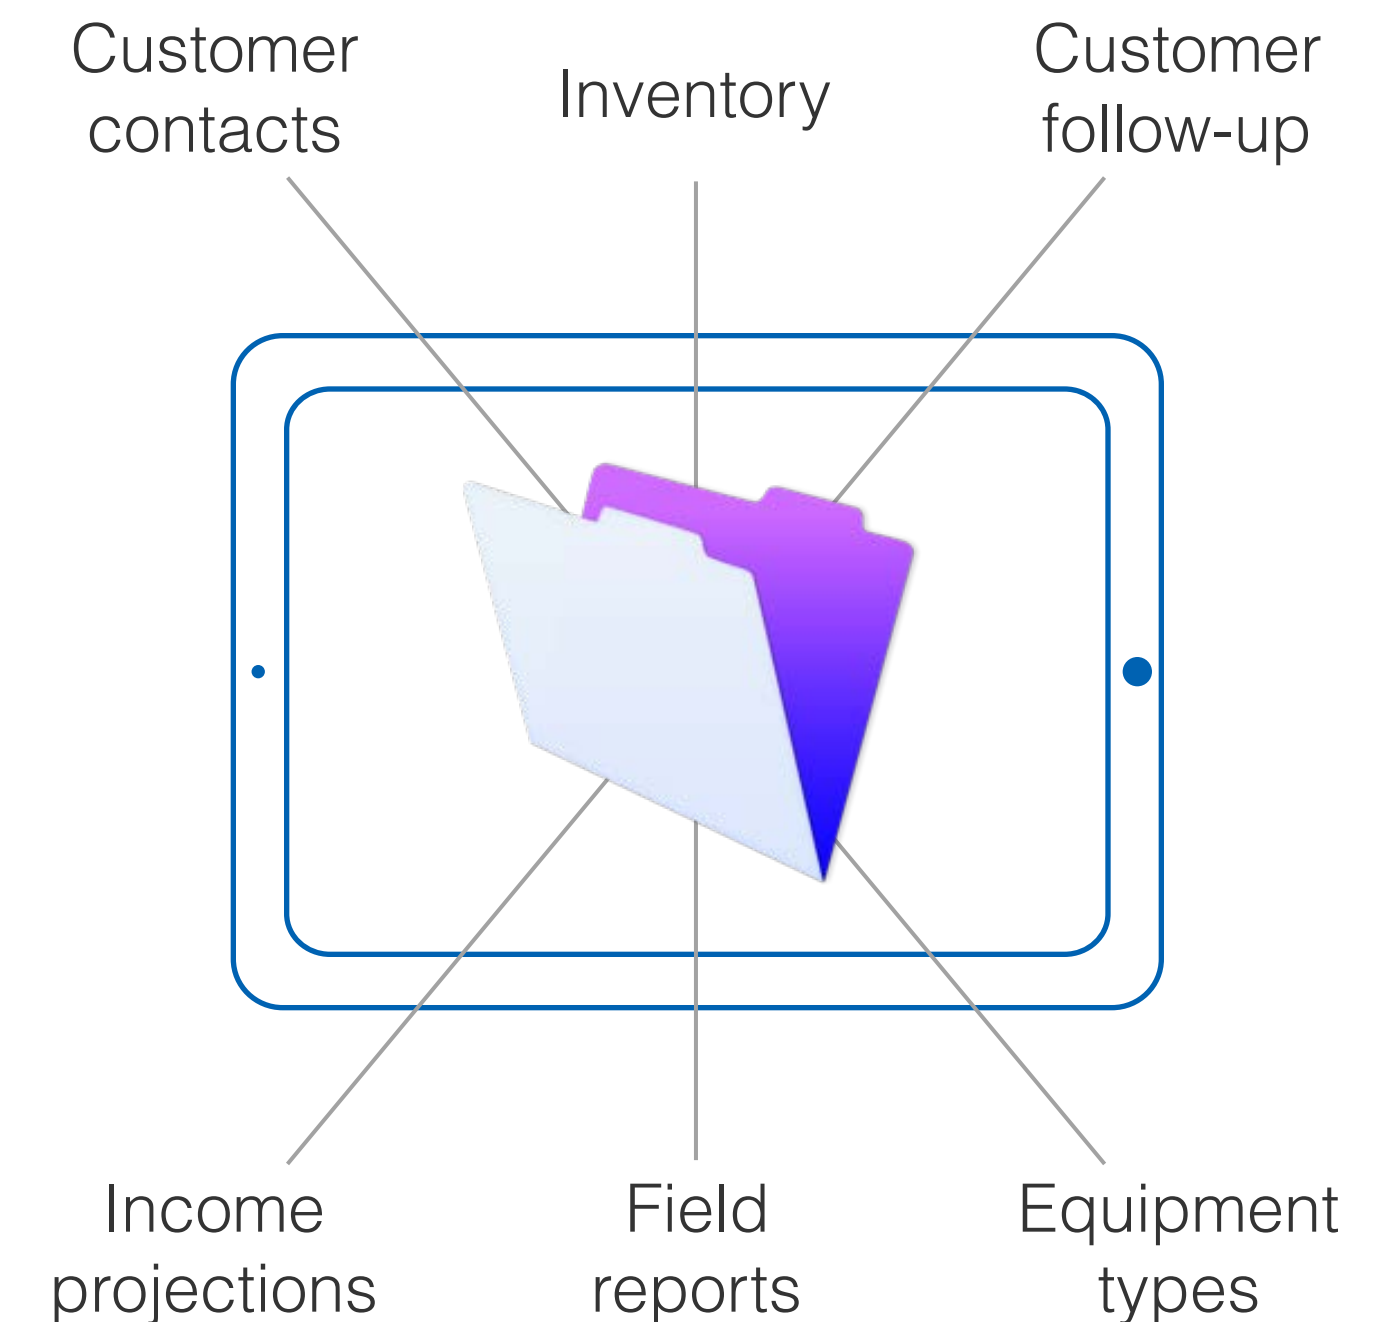 Customer
contacts
Inventory
Customer
follow-up
Income
projections
Field
reports
Equipment
types